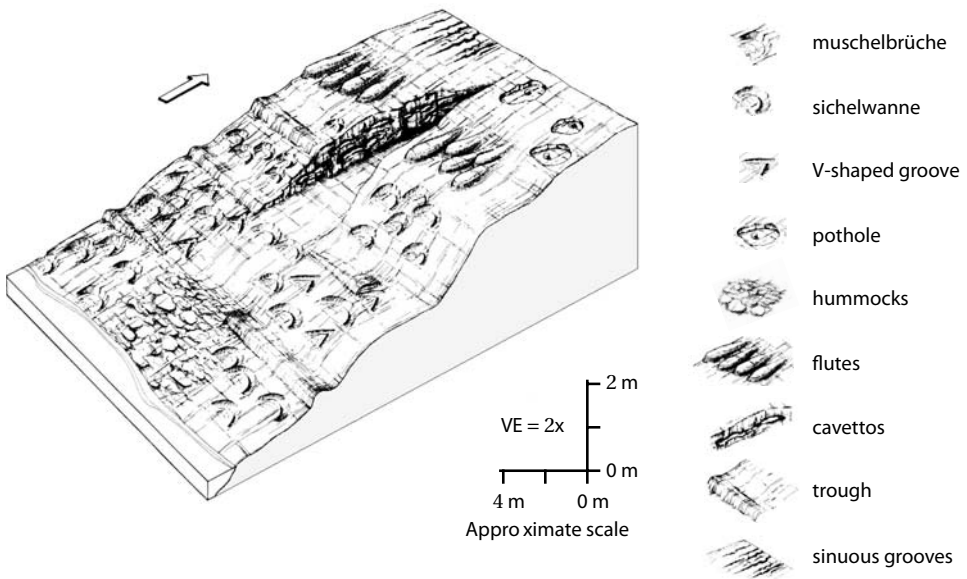 muschelbrüche
sichelwanne
V-shaped groove
pothole
hummocks
flutes
cavettos
trough
sinuous grooves
2 m
VE = 2x
0 m
4 m 0 m
Appro ximate scale